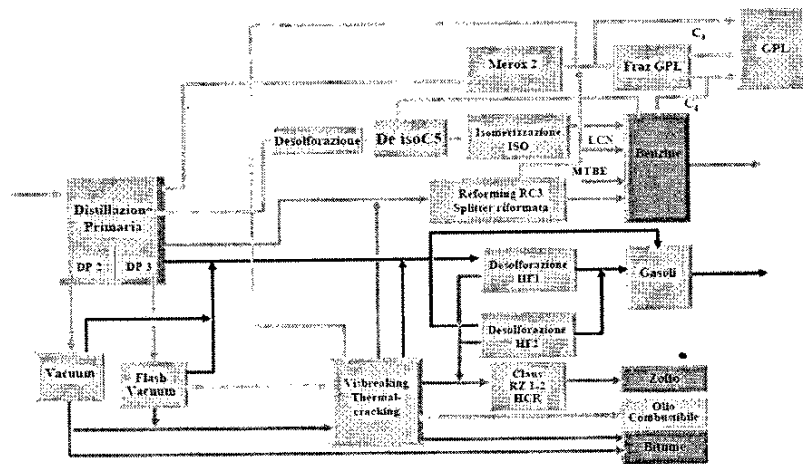 C3
GPL
Merox 2
Fraz GPL
C4
Desolforazione
De isoC5
Isomerizzazione
ISO
LCN
Benzine
MTBE
Distillazione
Primaria
Reforming RC3
Splitter riformata
DP 2
DP 3
Desolforazione
HF1
Gasoli
Desolforazione
HF2
Vacuum
Flash
Vacuum
Visbreaking
Thermal-
cracking
Claus
RZ 1-2
HCR
Zolfo
Olio
Combustibile
Bitume